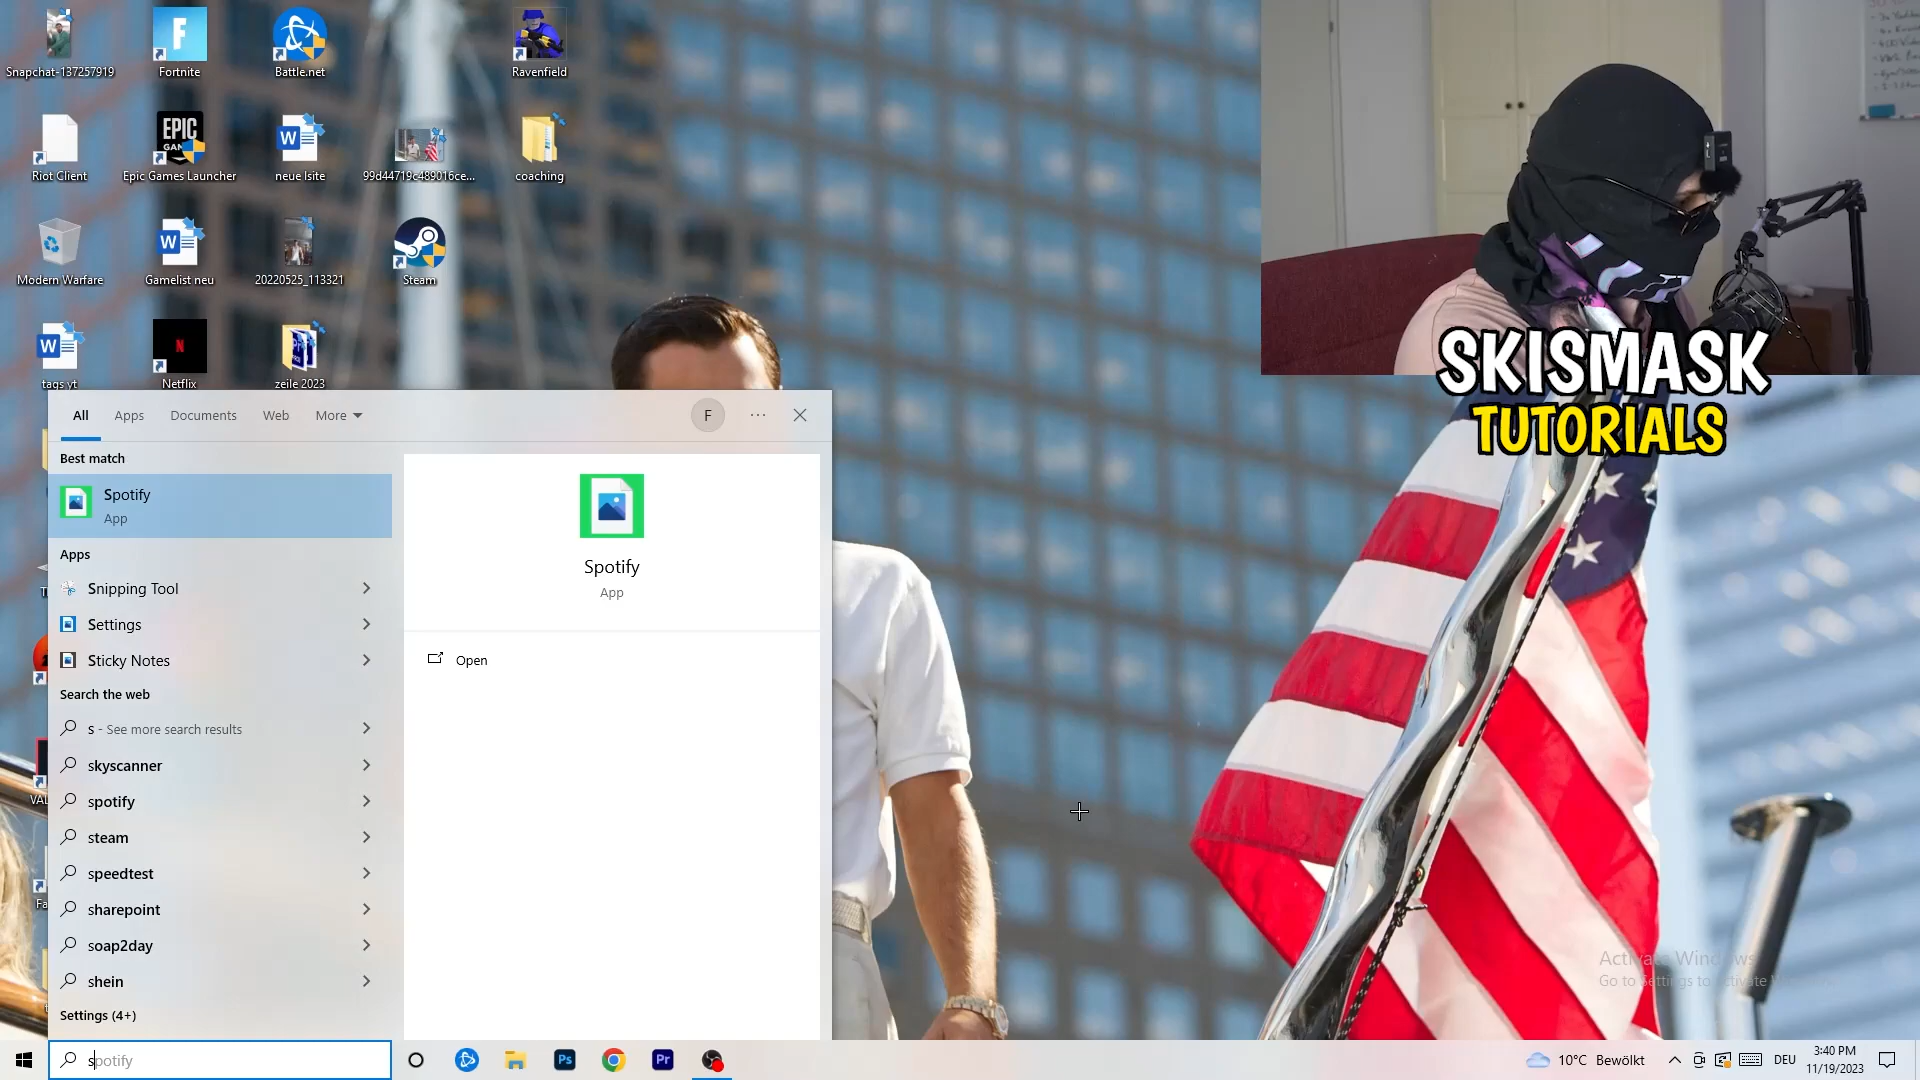 Snapchat-137257919
Fortnite
Battle.net
Ravenfield
Riot Client
EPIC
Epic Games Launcher
neue lsite
99d44719c489016ce...
coaching
Modern Warfare
Gamelist neu
20220525_113321
Steam
tags yt
Netflix
zeile 2023
SKISMASK
TUTORIALS
All
Apps
Documents
Web
More
F
Best match
Spotify
App
Apps
Snipping Tool
Settings
Sticky Notes
Search the web
s - See more search results
skyscanner
spotify
steam
speedtest
sharepoint
soap2day
shein
Settings (4+)
Spotify
App
Open
Activate Windows
Go to Settings to activate
spotify
Ps
Pr
10°C Bewölkt
DEU
3:40 PM
11/19/2023